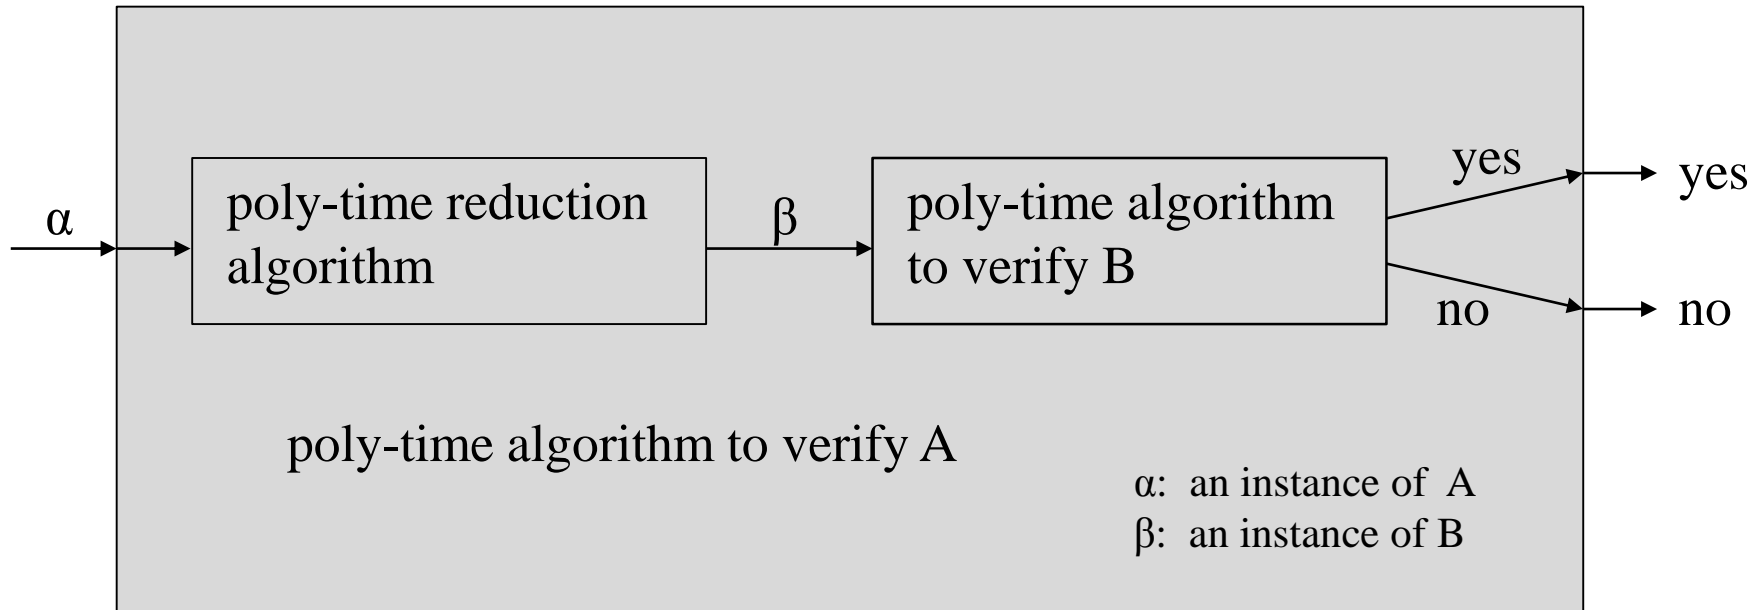 α
poly-time reduction
algorithm
β
poly-time algorithm
to verify B
yes
no
yes
no
poly-time algorithm to verify A
α: an instance of A
β: an instance of B